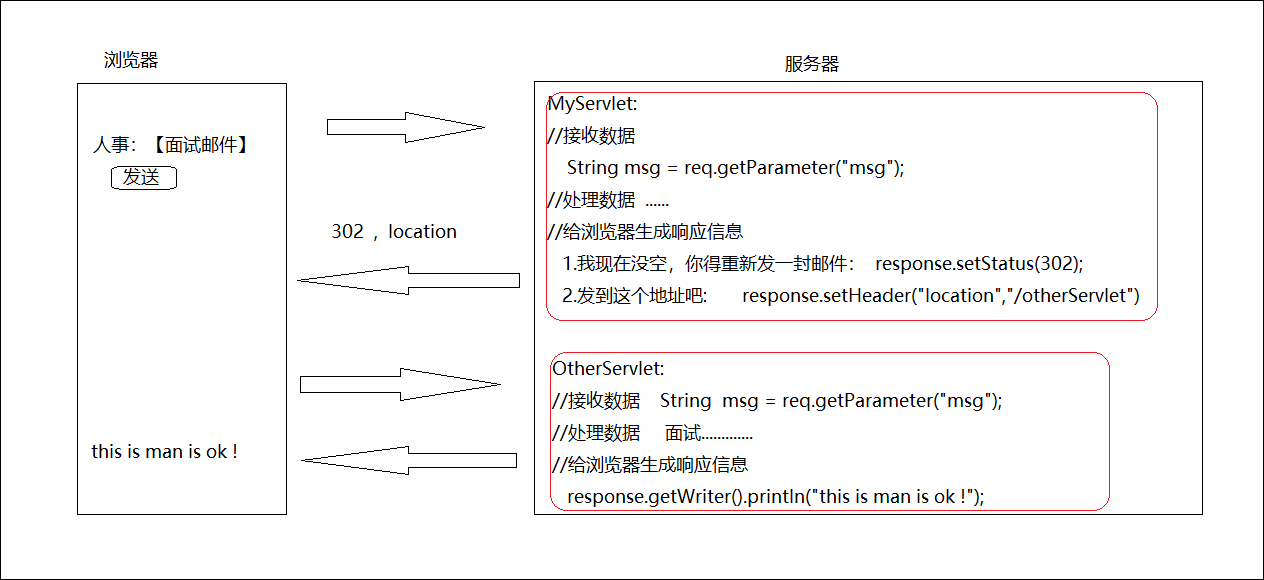 浏览器
服务器
人事：【面试邮件】
发送
302 , location
this is man is ok !
MyServlet:
//接收数据
String msg = req.getParameter("msg");
//处理数据 ......
//给浏览器生成响应信息
1.我现在没空，你得重新发一封邮件： response.setStatus(302);
2.发到这个地址吧: response.setHeader("location","/otherServlet")
OtherServlet:
//接收数据 String msg = req.getParameter("msg");
//处理数据 面试.............
//给浏览器生成响应信息
response.getWriter().println("this is man is ok !");